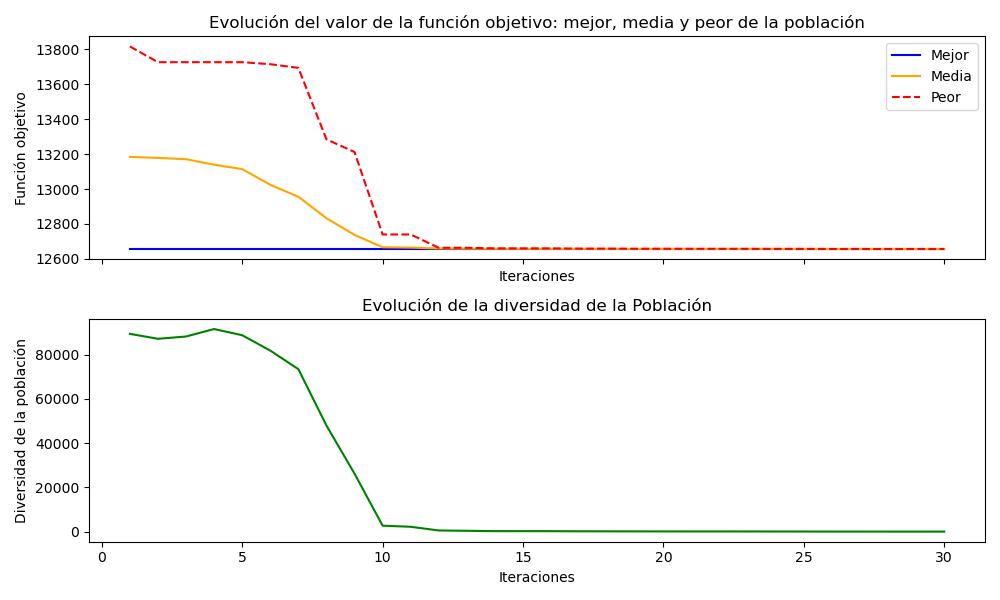 Evolución del valor de la función objetivo: mejor, media y peor de la población
Función objetivo
13800
13600
13400
13200
13000
12800
12600
Mejor
Media
Peor
Iteraciones
Evolución de la diversidad de la Población
Diversidad de la población
80000
60000
40000
20000
0
0 5 10 15 20 25 30
Iteraciones